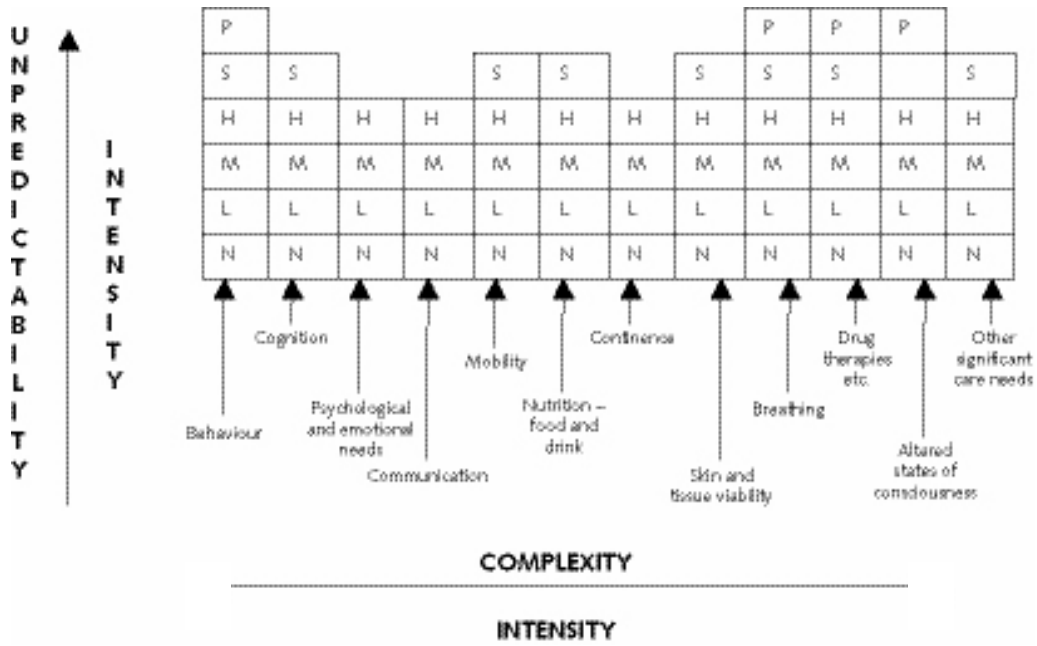 UNPREDICTABILITY
INTENSITY
P P P P
S S S S S S S S
H H H H H H H H H H H H
M M M M M M M M M M M M
L L L L L L L L L L L L
N N N N N N N N N N N N
Cognition
Continence
Drug
therapies
etc.
Other
significant
care needs
Mobility
Behaviour
Psychological
and emotional
needs
Nutrition –
food and
drink
Breathing
Communication
Skin and
tissue viability
Altered
states of
consciousness
COMPLEXITY
INTENSITY